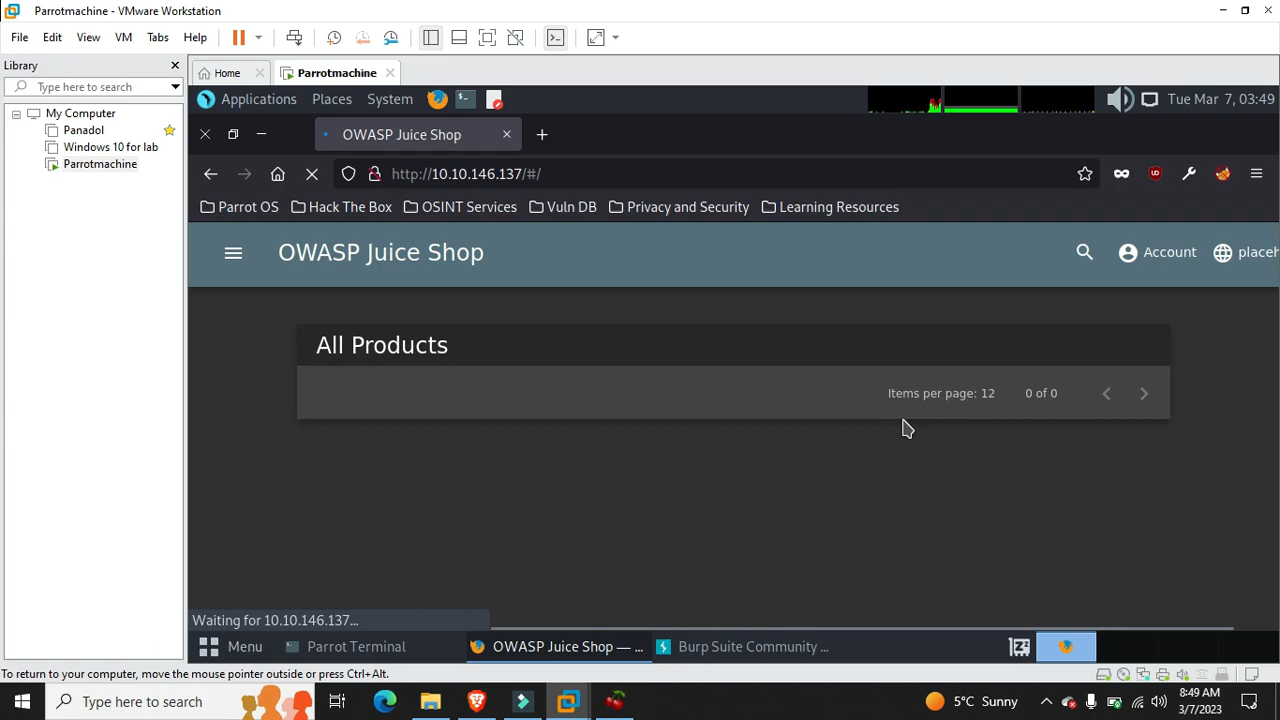 Parrotmachine - VMware Workstation
File Edit View VM Tabs Help
Library
Type here to search
My Computer
Panadol
Windows 10 for lab
Parrotmachine
Home Parrotmachine
Applications Places System Tue Mar 7, 03:49
OWASP Juice Shop
http://10.10.146.137/#/
Parrot OS Hack The Box OSINT Services Vuln DB Privacy and Security Learning Resources
OWASP Juice Shop Account placeh
All Products
Items per page: 12 0 of 0
Waiting for 10.10.146.137...
Menu Parrot Terminal OWASP Juice Shop — ... Burp Suite Community ...
To return to your computer, move the mouse pointer outside or press Ctrl+Alt.
Type here to search 5°C Sunny 8:49 AM
3/7/2023